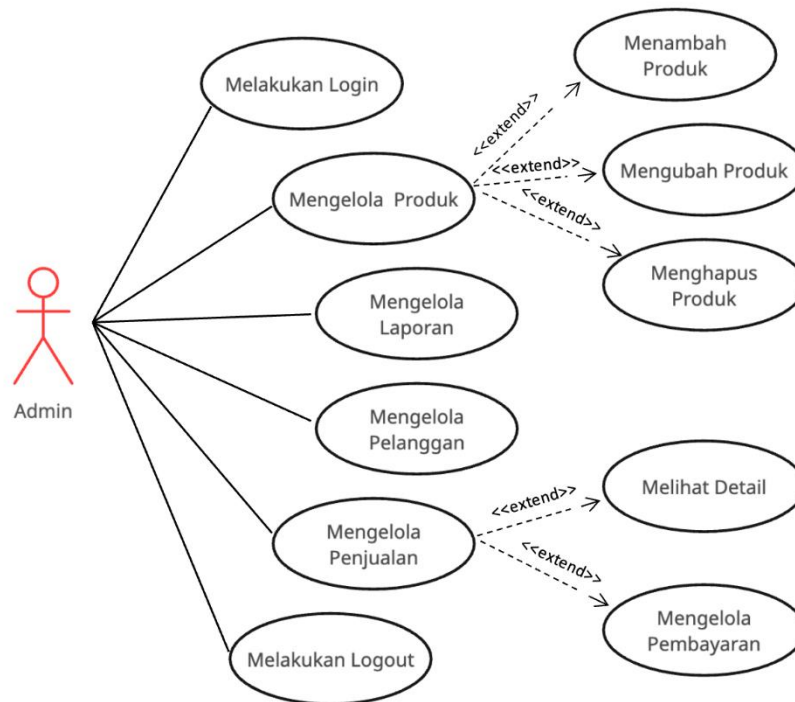 Menambah
Produk
Melakukan Login
<<extend>>
<<extend>>
Mengubah Produk
Mengelola  Produk
<<extend>>
Menghapus
Produk
Mengelola
Laporan
Admin
Mengelola
Pelanggan
<<extend>>
Melihat Detail
Mengelola
Penjualan
<<extend>>
Mengelola
Pembayaran
Melakukan Logout